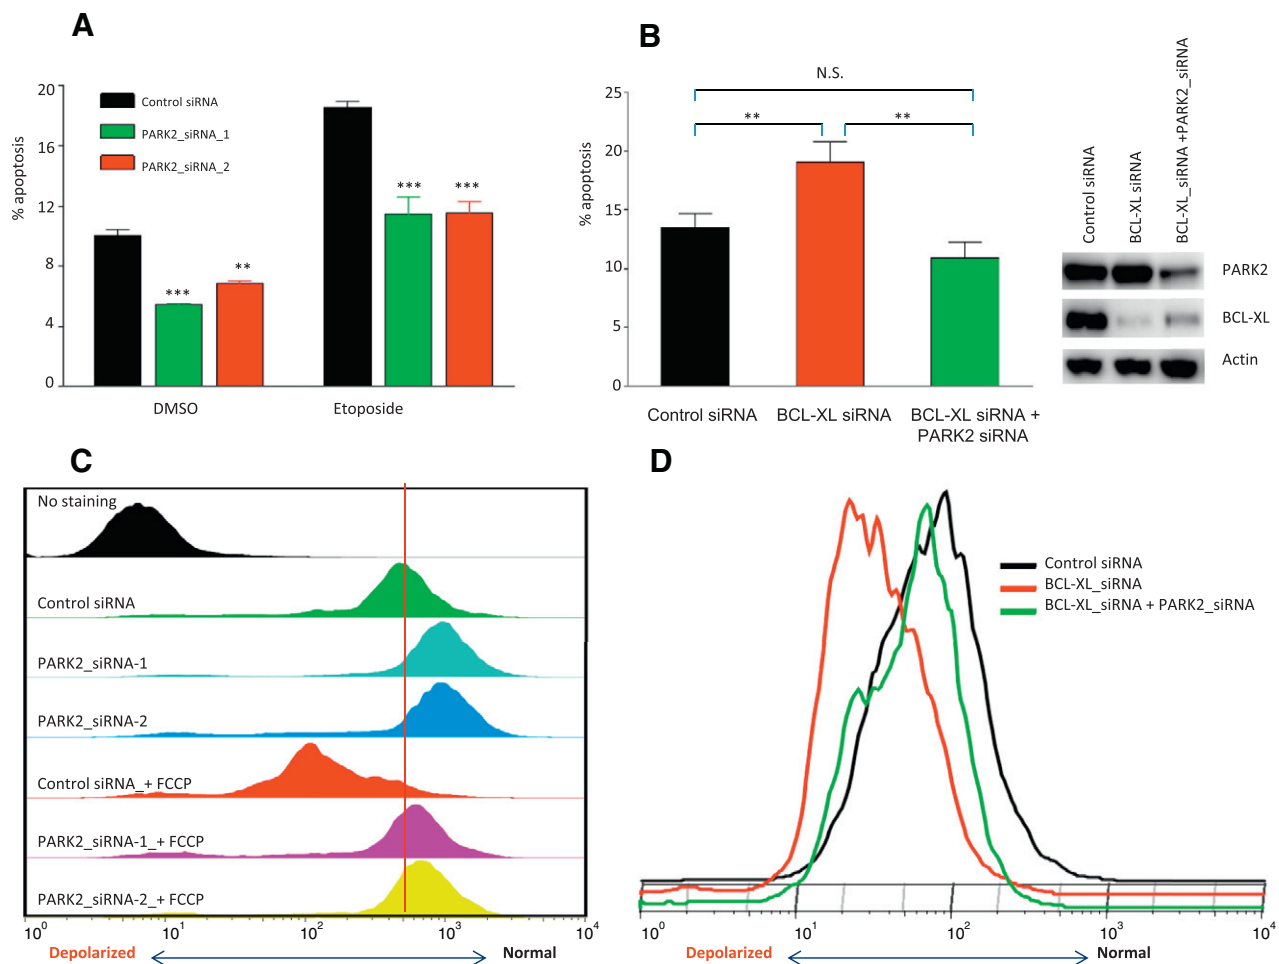 A
% apoptosis
20
16
12
8
4
0
Control siRNA
PARK2_siRNA_1
PARK2_siRNA_2
***
**
***
***
DMSO
Etoposide
B
% apoptosis
25
20
15
10
5
0
N.S.
**
**
Control siRNA
BCL-XL siRNA
BCL-XL siRNA +
PARK2 siRNA
Control siRNA
BCL-XL siRNA
BCL-XL_siRNA +PARK2_siRNA
PARK2
BCL-XL
Actin
C
No staining
Control siRNA
PARK2_siRNA-1
PARK2_siRNA-2
Control siRNA_+ FCCP
PARK2_siRNA-1_+ FCCP
PARK2_siRNA-2_+ FCCP
10⁰ 10¹ 10² 10³ 10⁴
Depolarized Normal
D
Control siRNA
BCL-XL_siRNA
BCL-XL_siRNA + PARK2_siRNA
10⁰ 10¹ 10² 10³ 10⁴
Depolarized Normal